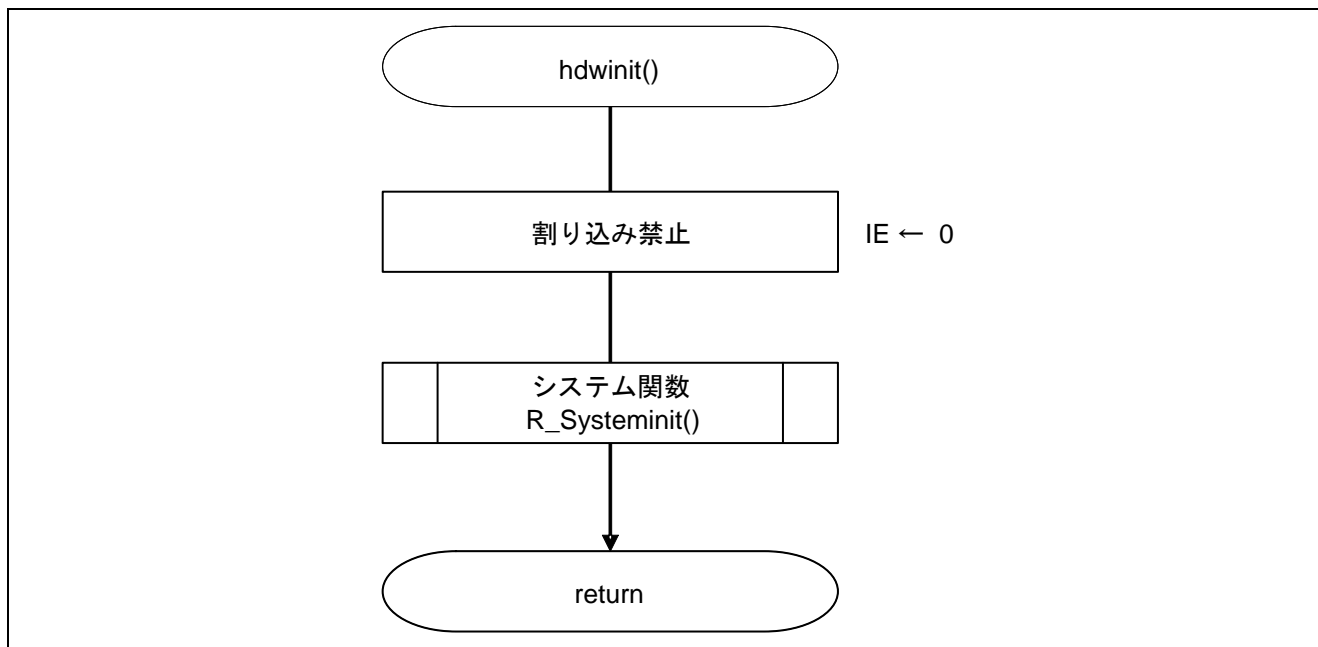 hdwinit()
割り込み禁止
IE ← 0
システム関数
R_Systeminit()
return